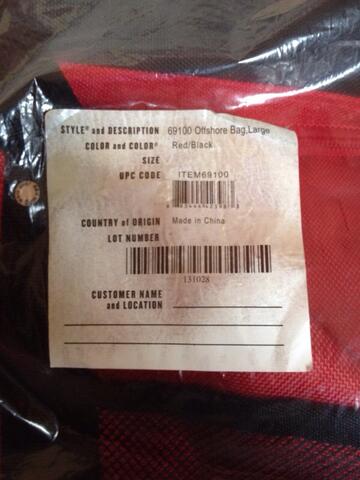 STYLE# and DESCRIPTION 69100 Offshore Bag, Large
COLOR and COLOR# Red/Black
SIZE
UPC CODE ITEM69100
COUNTRY of ORIGIN Made in China
LOT NUMBER
131028
CUSTOMER NAME
and LOCATION